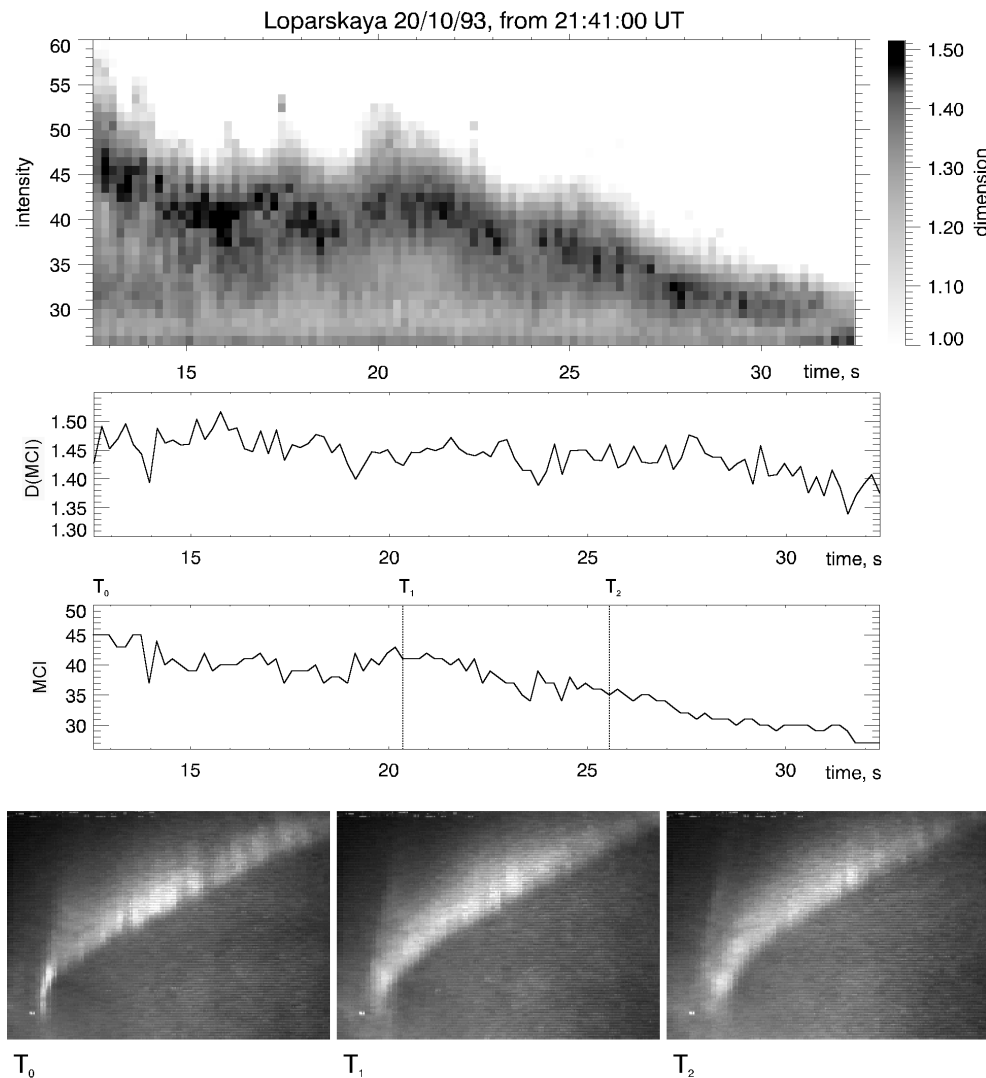 Loparskaya 20/10/93, from 21:41:00 UT
60
55
50
45
40
35
30
intensity
15 20 25 30 time, s
1.50
1.40
1.30
1.20
1.10
1.00
dimension
1.50
1.45
1.40
1.35
1.30
D(MCI)
15 20 25 30 time, s
T₀ T₁ T₂
50
45
40
35
30
MCI
15 20 25 30 time, s
T₀ T₁ T₂